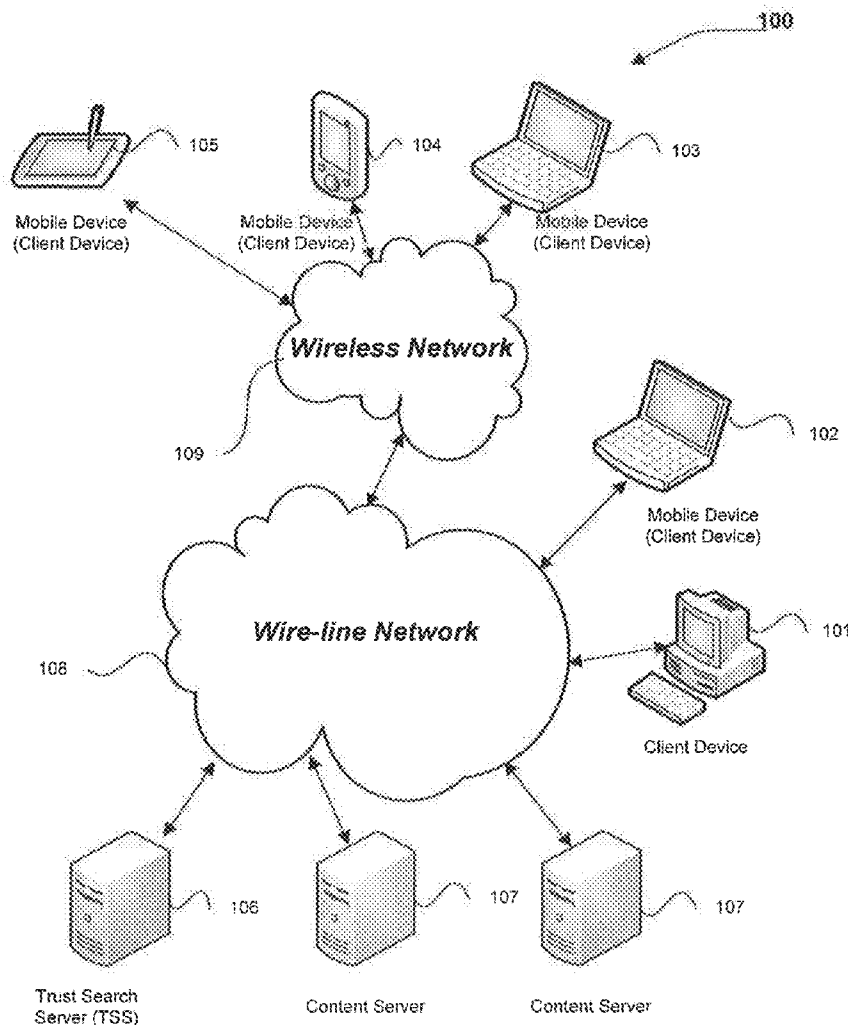 100
105
104
103
Mobile Device
(Client Device)
Mobile Device
(Client Device)
Mobile Device
(Client Device)
Wireless Network
109
102
Mobile Device
(Client Device)
Wire-line Network
108
101
Client Device
106
107
107
Trust Search
Server (TSS)
Content Server
Content Server